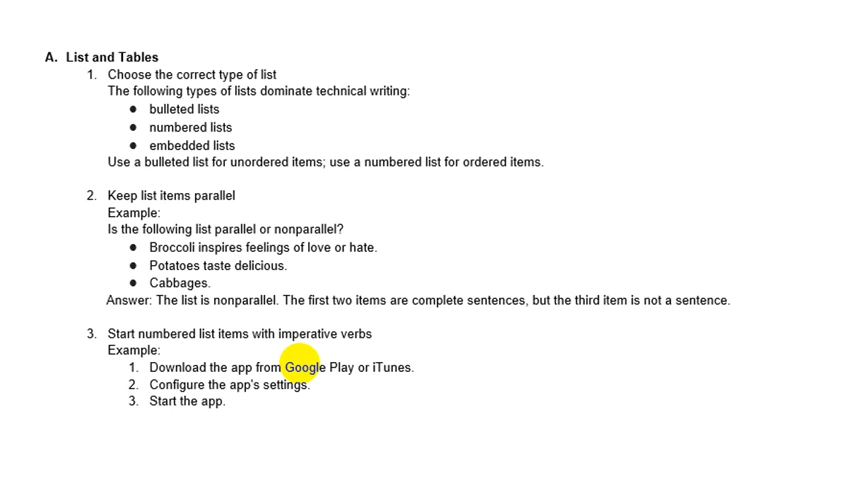 A. List and Tables
1. Choose the correct type of list
The following types of lists dominate technical writing:
● bulleted lists
● numbered lists
● embedded lists
Use a bulleted list for unordered items; use a numbered list for ordered items.
2. Keep list items parallel
Example:
Is the following list parallel or nonparallel?
● Broccoli inspires feelings of love or hate.
● Potatoes taste delicious.
● Cabbages.
Answer: The list is nonparallel. The first two items are complete sentences, but the third item is not a sentence.
3. Start numbered list items with imperative verbs
Example:
1. Download the app from Google Play or iTunes.
2. Configure the app's settings.
3. Start the app.